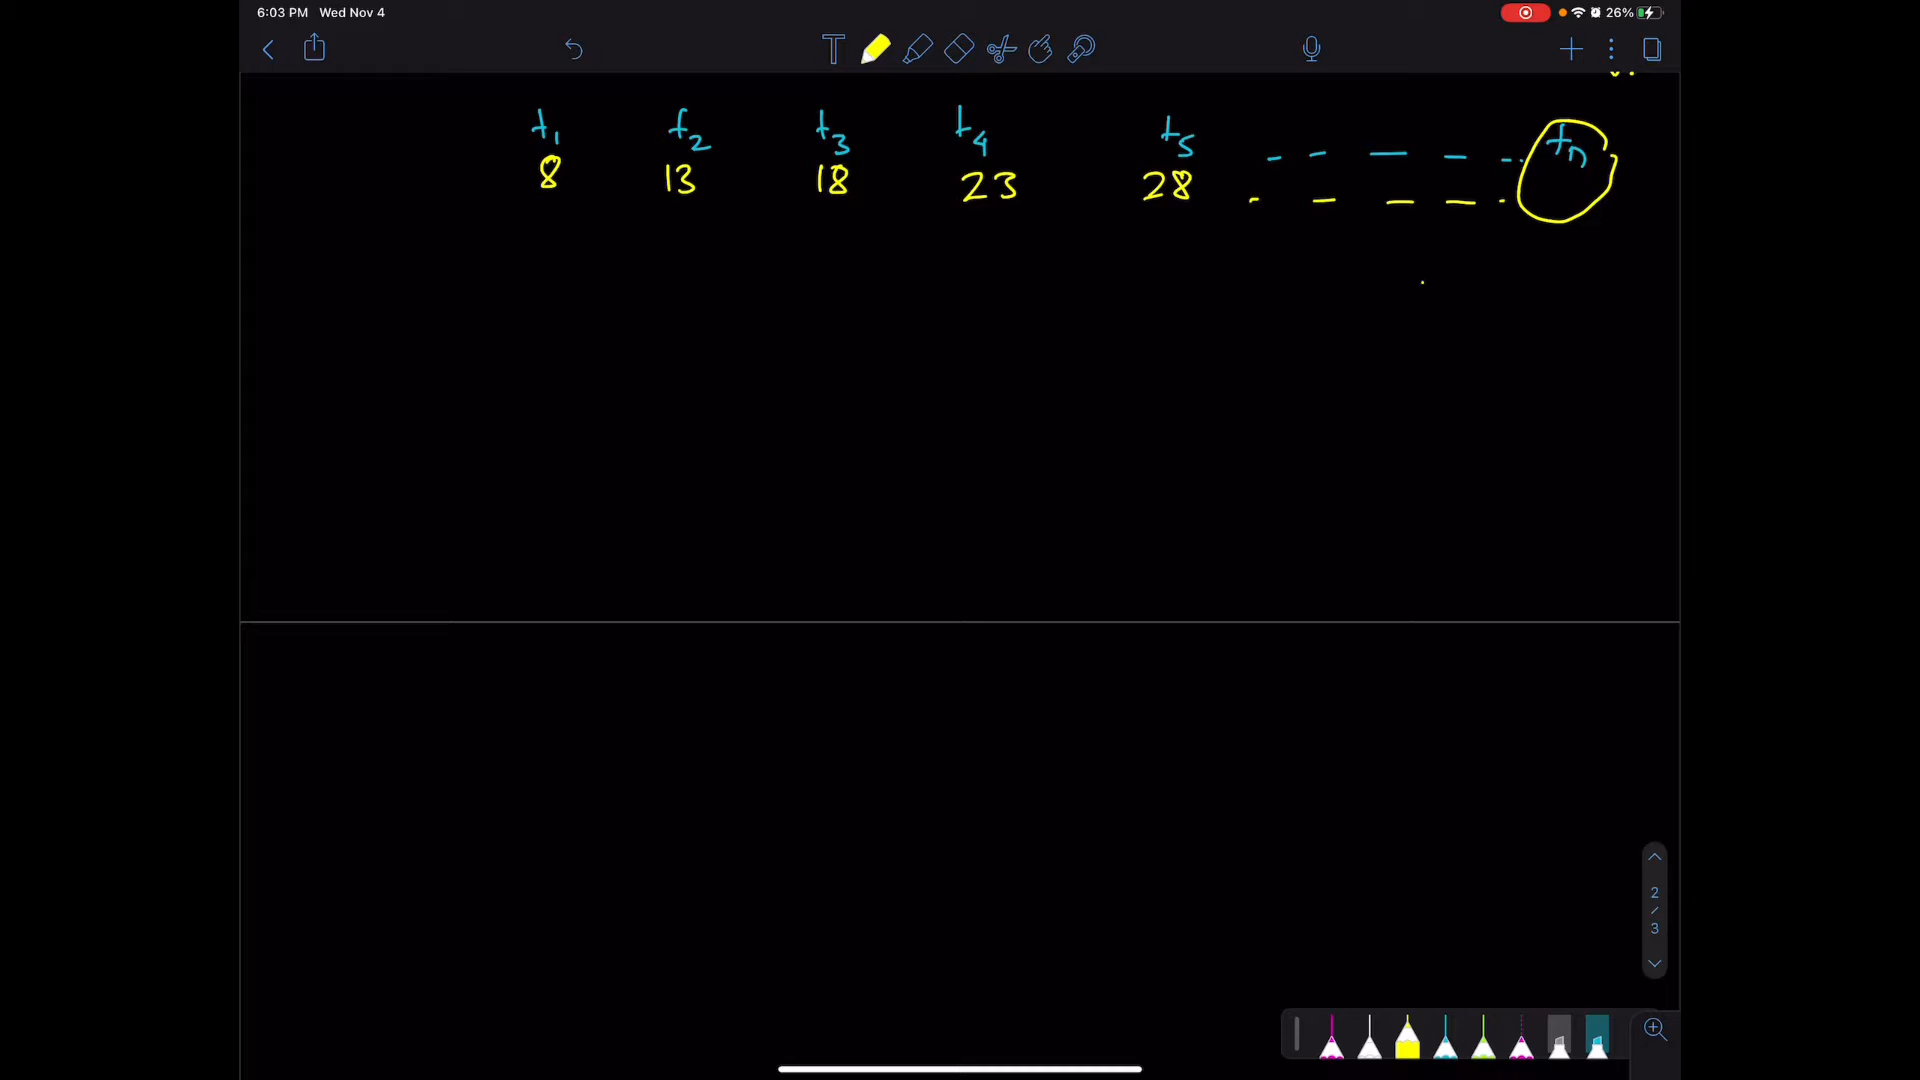 6:03 PM Wed Nov 4 26%
t₁ t₂ t₃ t₄ t₅ - - — - - . tₙ
8 13 18 23 28 . - - - .
2
/
3